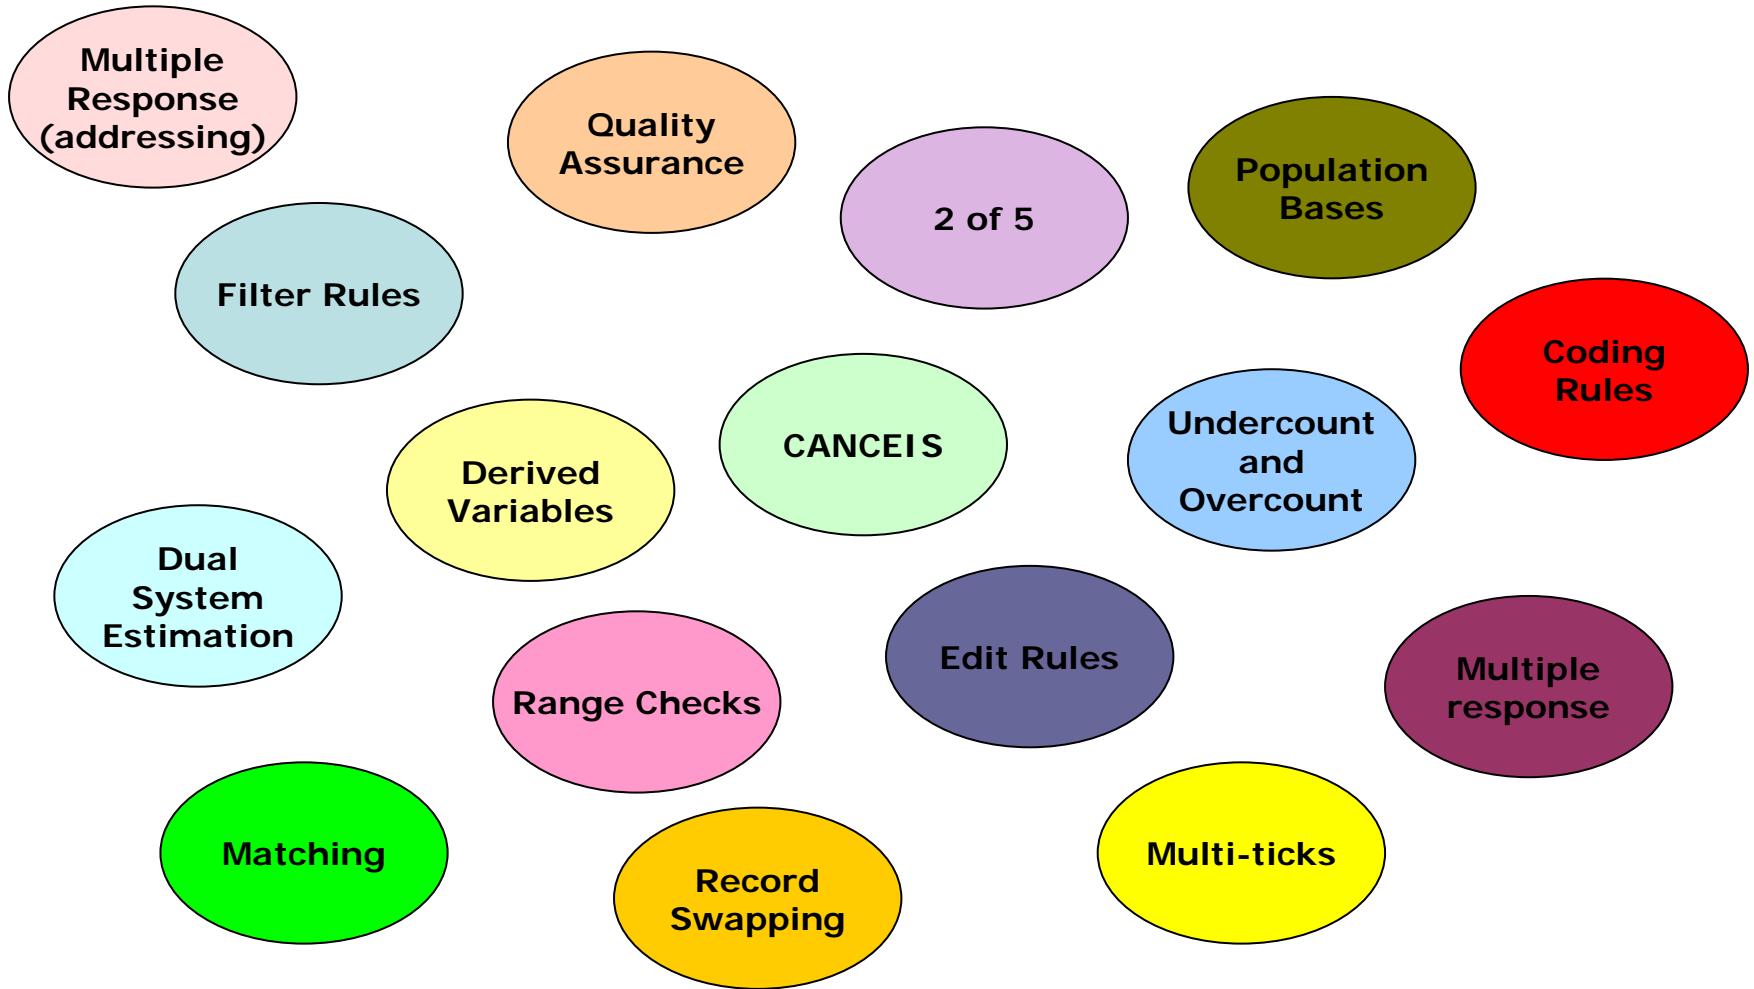 Multiple
Response
(addressing)
Quality
Assurance
2 of 5
Population
Bases
Filter Rules
Coding
Rules
Derived
Variables
CANCEIS
Undercount
and
Overcount
Dual
System
Estimation
Range Checks
Edit Rules
Multiple
response
Matching
Record
Swapping
Multi-ticks